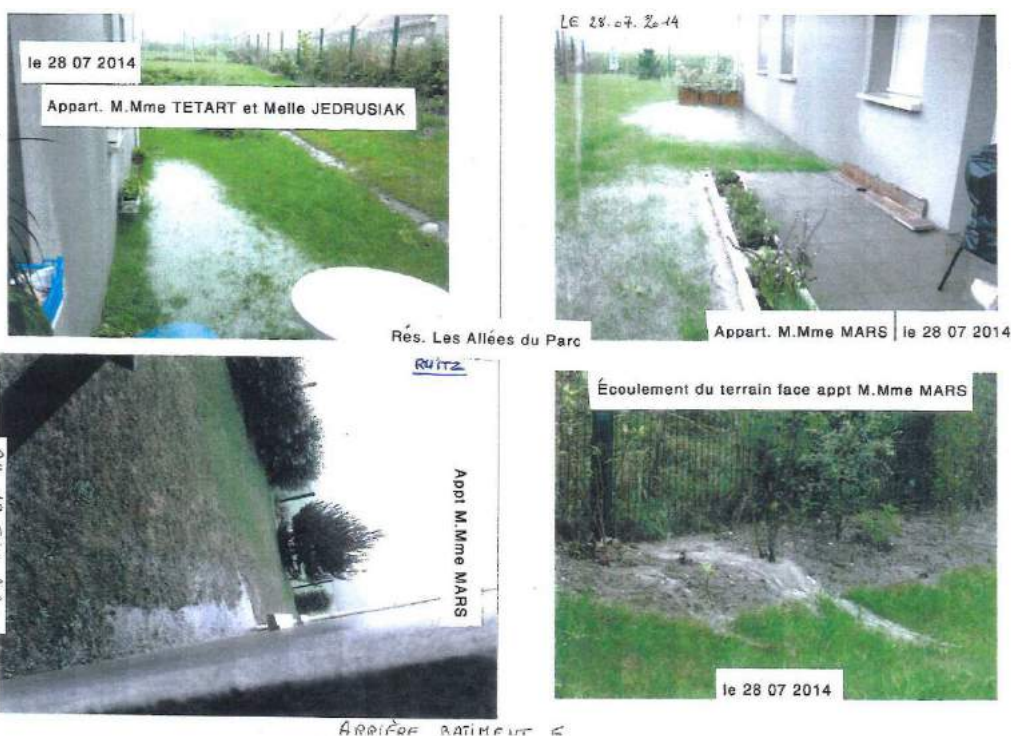 le 28 07 2014
Appart. M.Mme TETART et Melle JEDRUSIAK
LE 28.07.2014
Appart. M.Mme MARS le 28 07 2014
Rés. Les Allées du Parc
RUITZ
Appt M.Mme MARS
Écoulement du terrain face appt M.Mme MARS
le 28 07 2014
ARRIÈRE BATIMENT